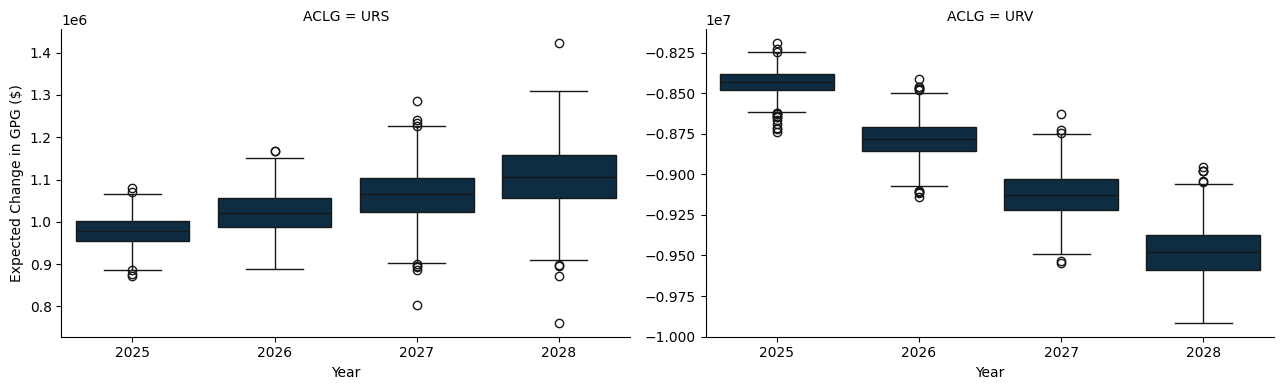 ACLG = URS
1e6
1.4
1.3
1.2
1.1
1.0
0.9
0.8
Expected Change in GPG ($)
2025 2026 2027 2028
Year
ACLG = URV
1e7
−0.825
−0.850
−0.875
−0.900
−0.925
−0.950
−0.975
−1.000
2025 2026 2027 2028
Year